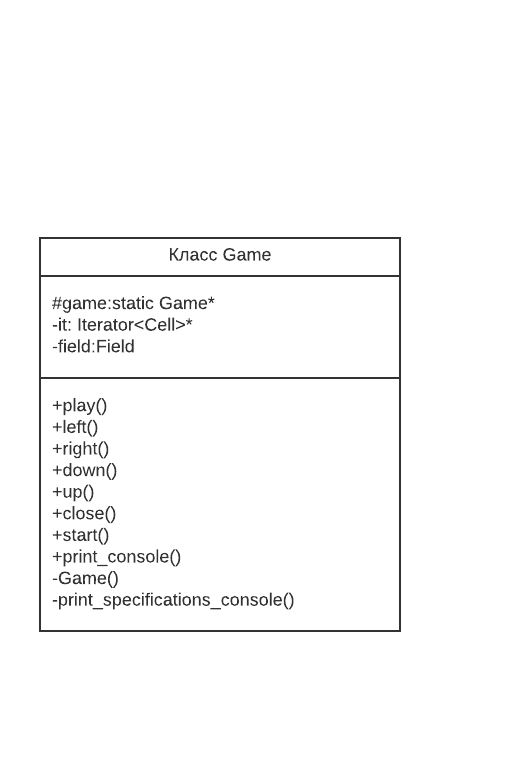 Класс Game
#game:static Game*
-it: Iterator<Cell>*
-field:Field
+play()
+left()
+right()
+down()
+up()
+close()
+start()
+print_console()
-Game()
-print_specifications_console()